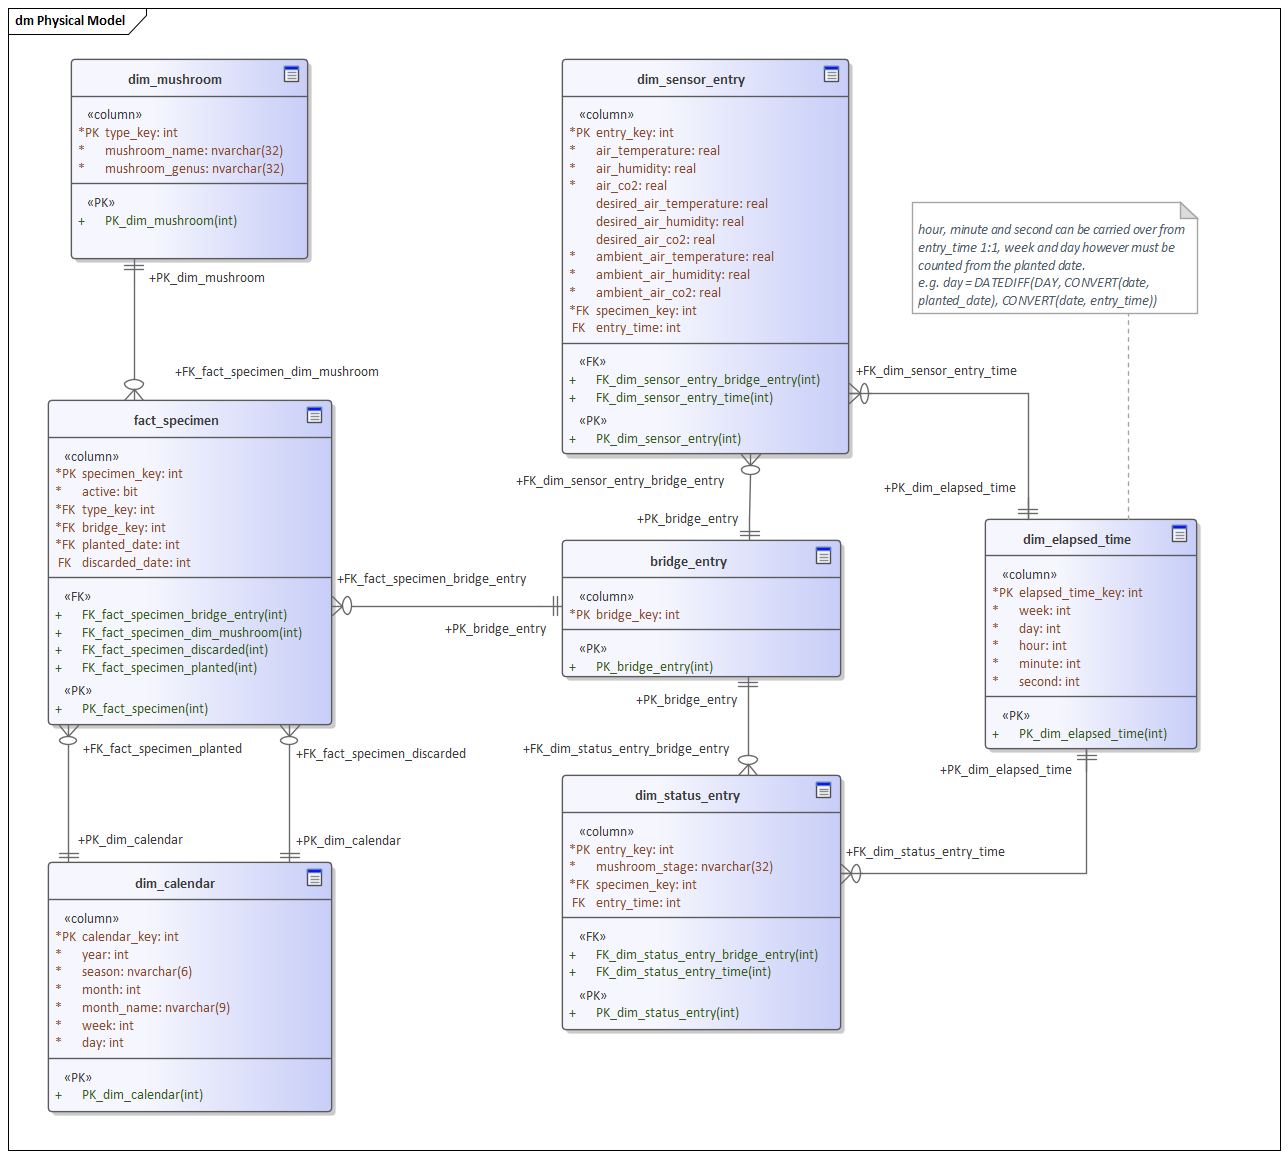 dm Physical Model
dim_mushroom
«column»
*PK type_key: int
* mushroom_name: nvarchar(32)
* mushroom_genus: nvarchar(32)
«PK»
+ PK_dim_mushroom(int)
+PK_dim_mushroom
+FK_fact_specimen_dim_mushroom
fact_specimen
«column»
*PK specimen_key: int
* active: bit
*FK type_key: int
*FK bridge_key: int
*FK planted_date: int
FK discarded_date: int
«FK»
+ FK_fact_specimen_bridge_entry(int)
+ FK_fact_specimen_dim_mushroom(int)
+ FK_fact_specimen_discarded(int)
+ FK_fact_specimen_planted(int)
«PK»
+ PK_fact_specimen(int)
+FK_fact_specimen_planted
+FK_fact_specimen_discarded
+PK_dim_calendar
+PK_dim_calendar
dim_calendar
«column»
*PK calendar_key: int
* year: int
* season: nvarchar(6)
* month: int
* month_name: nvarchar(9)
* week: int
* day: int
«PK»
+ PK_dim_calendar(int)
+FK_fact_specimen_bridge_entry
+PK_bridge_entry
dim_sensor_entry
«column»
*PK entry_key: int
* air_temperature: real
* air_humidity: real
* air_co2: real
desired_air_temperature: real
desired_air_humidity: real
desired_air_co2: real
* ambient_air_temperature: real
* ambient_air_humidity: real
* ambient_air_co2: real
*FK specimen_key: int
FK entry_time: int
«FK»
+ FK_dim_sensor_entry_bridge_entry(int)
+ FK_dim_sensor_entry_time(int)
«PK»
+ PK_dim_sensor_entry(int)
+FK_dim_sensor_entry_bridge_entry
+PK_bridge_entry
bridge_entry
«column»
*PK bridge_key: int
«PK»
+ PK_bridge_entry(int)
+PK_bridge_entry
+FK_dim_status_entry_bridge_entry
dim_status_entry
«column»
*PK entry_key: int
* mushroom_stage: nvarchar(32)
*FK specimen_key: int
FK entry_time: int
«FK»
+ FK_dim_status_entry_bridge_entry(int)
+ FK_dim_status_entry_time(int)
«PK»
+ PK_dim_status_entry(int)
hour, minute and second can be carried over from
entry_time 1:1, week and day however must be
counted from the planted date.
e.g. day = DATEDIFF(DAY, CONVERT(date,
planted_date), CONVERT(date, entry_time))
+FK_dim_sensor_entry_time
+PK_dim_elapsed_time
dim_elapsed_time
«column»
*PK elapsed_time_key: int
* week: int
* day: int
* hour: int
* minute: int
* second: int
«PK»
+ PK_dim_elapsed_time(int)
+PK_dim_elapsed_time
+FK_dim_status_entry_time